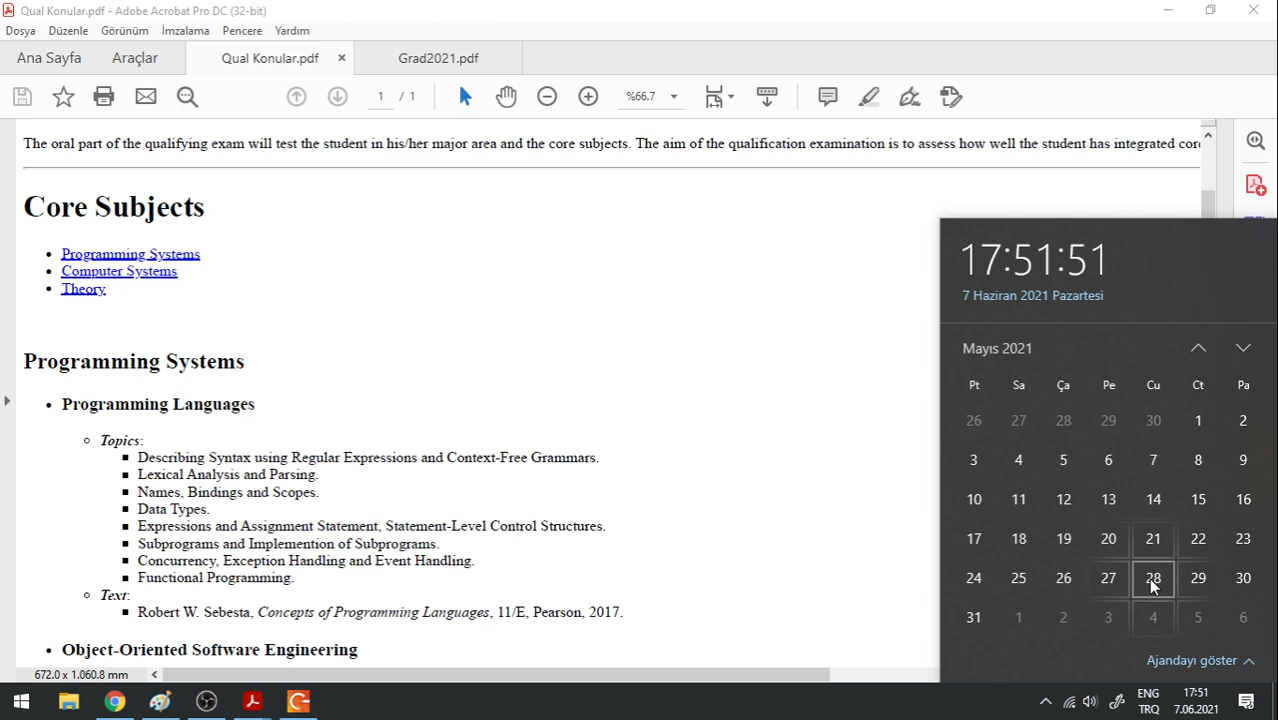 Qual Konular.pdf - Adobe Acrobat Pro DC (32-bit)
Dosya Düzenle Görünüm İmzalama Pencere Yardım
Ana Sayfa Araçlar Qual Konular.pdf × Grad2021.pdf
1 / 1 %66.7
The oral part of the qualifying exam will test the student in his/her major area and the core subjects. The aim of the qualification examination is to assess how well the student has integrated cor
Core Subjects
• Programming Systems
• Computer Systems
• Theory
Programming Systems
• Programming Languages
Topics:
Describing Syntax using Regular Expressions and Context-Free Grammars.
Lexical Analysis and Parsing.
Names, Bindings and Scopes.
Data Types.
Expressions and Assignment Statement, Statement-Level Control Structures.
Subprograms and Implemention of Subprograms.
Concurrency, Exception Handling and Event Handling.
Functional Programming.
Text:
Robert W. Sebesta, Concepts of Programming Languages, 11/E, Pearson, 2017.
• Object-Oriented Software Engineering
672.0 x 1.060.8 mm
17:51:51
7 Haziran 2021 Pazartesi
Mayıs 2021
Pt Sa Ça Pe Cu Ct Pa
26 27 28 29 30 1 2
3 4 5 6 7 8 9
10 11 12 13 14 15 16
17 18 19 20 21 22 23
24 25 26 27 28 29 30
31 1 2 3 4 5 6
Ajandayı göster
ENG 17:51
TRQ 7.06.2021